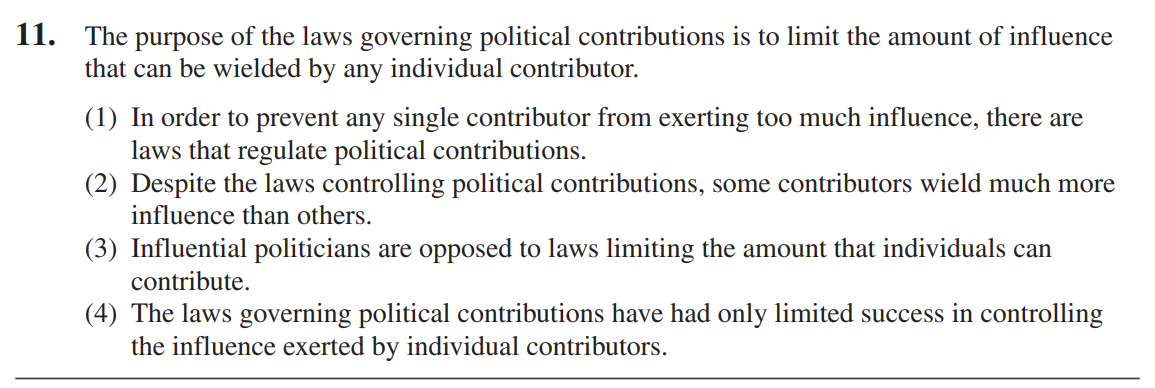 11. The purpose of the laws governing political contributions is to limit the amount of influence
that can be wielded by any individual contributor.
(1) In order to prevent any single contributor from exerting too much influence, there are
laws that regulate political contributions.
(2) Despite the laws controlling political contributions, some contributors wield much more
influence than others.
(3) Influential politicians are opposed to laws limiting the amount that individuals can
contribute.
(4) The laws governing political contributions have had only limited success in controlling
the influence exerted by individual contributors.